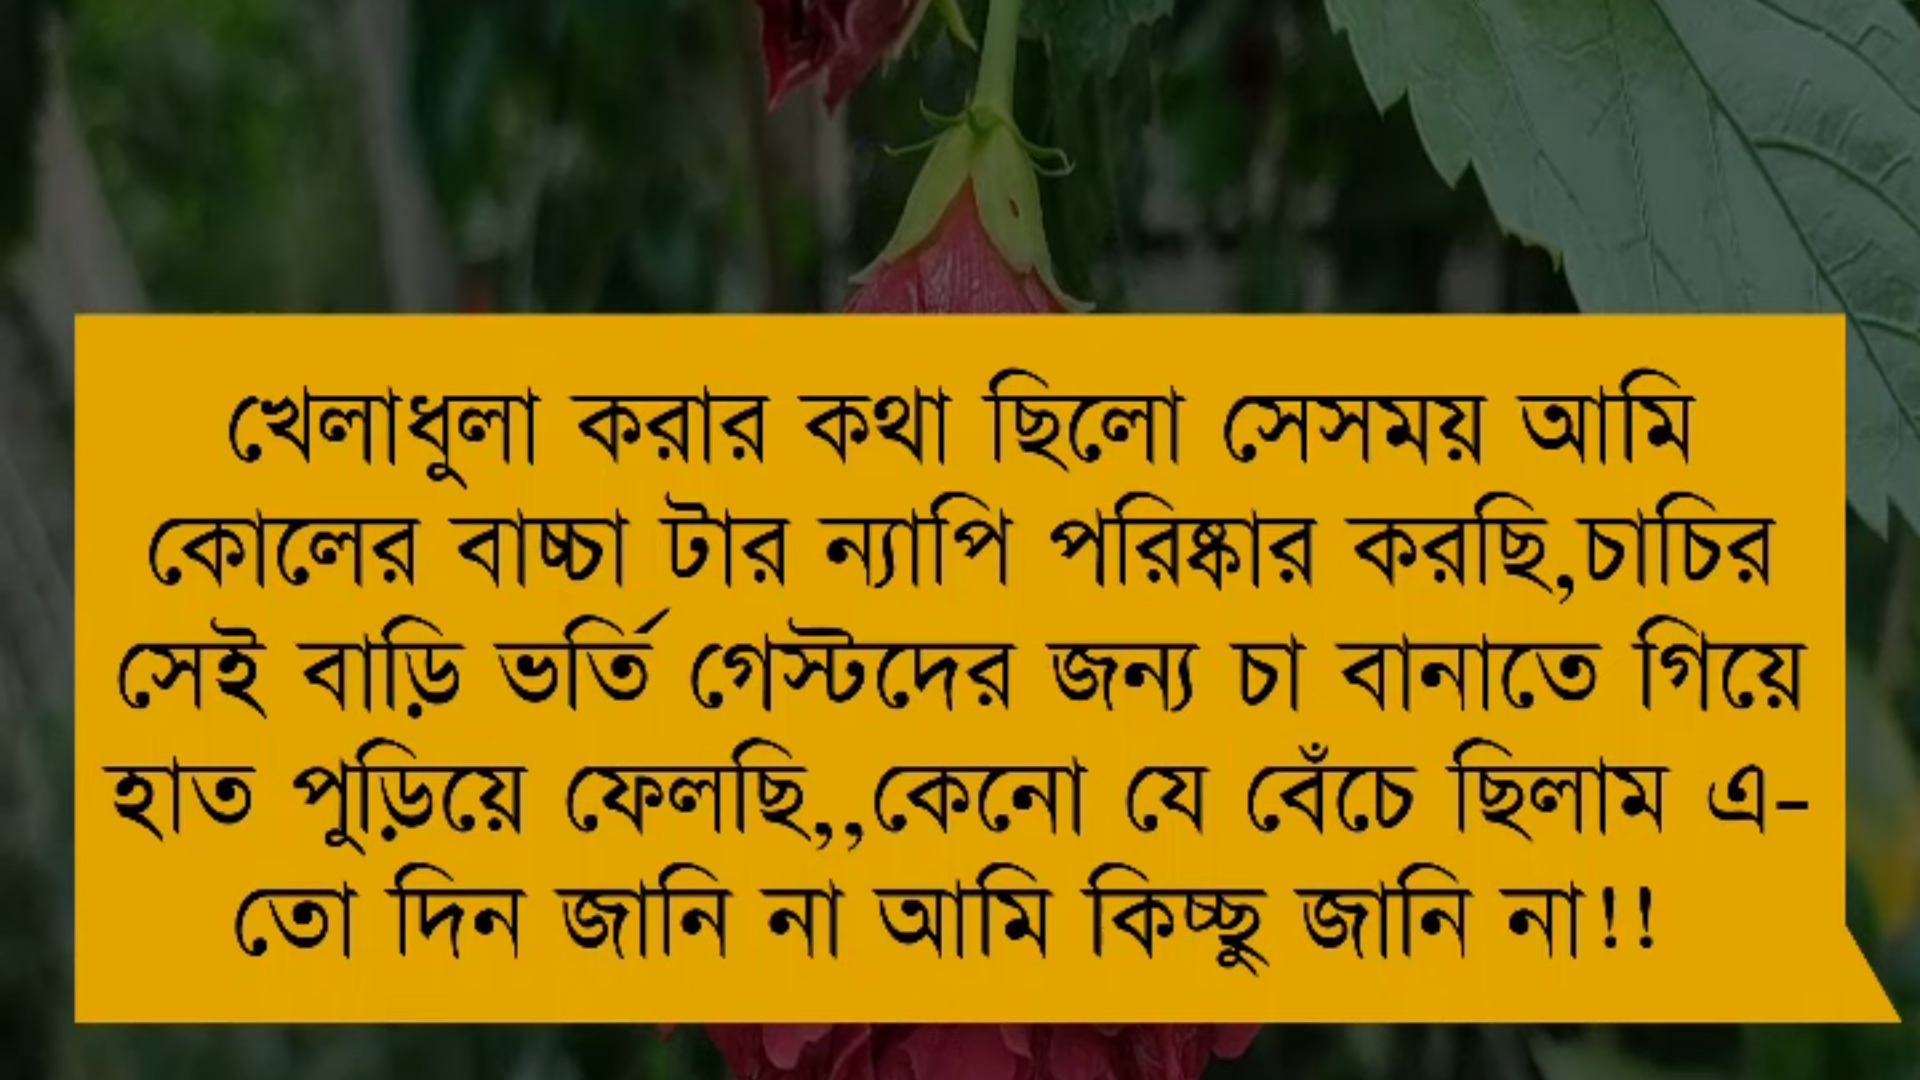 খেলাধুলা করার কথা ছিলো সেসময় আমি
কোলের বাচ্চা টার ন্যাপি পরিষ্কার করছি,চাচির
সেই বাড়ি ভর্তি গেস্টদের জন্য চা বানাতে গিয়ে
হাত পুড়িয়ে ফেলছি,,কেনো যে বেঁচে ছিলাম এ-
তো দিন জানি না আমি কিচ্ছু জানি না!!